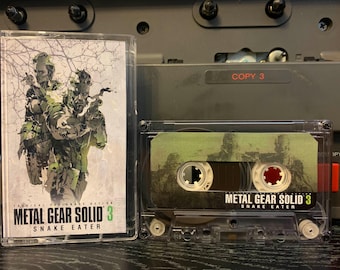 COPY 3
METAL GEAR SOLID 3
SNAKE EATER
METAL GEAR SOLID 3
SNAKE EATER